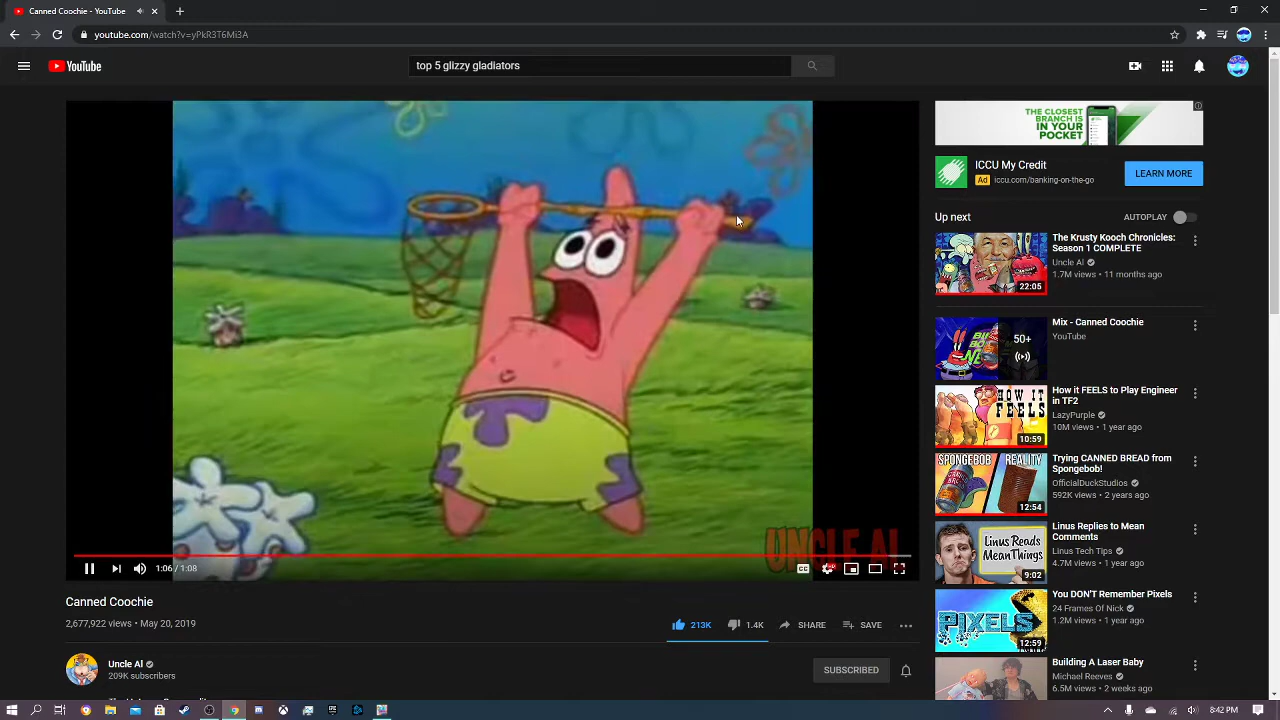 Canned Coochie - YouTube
youtube.com/watch?v=yPkR3T6Mi3A
YouTube
top 5 glizzy gladiators
THE CLOSEST
BRANCH IS
IN YOUR
POCKET
ICCU My Credit
Ad iccu.com/banking-on-the-go
LEARN MORE
Up next
AUTOPLAY
The Krusty Kooch Chronicles:
Season 1 COMPLETE
Uncle Al
1.7M views • 11 months ago
22:05
Mix - Canned Coochie
YouTube
50+
How it FEELS to Play Engineer
in TF2
LazyPurple
10M views • 1 year ago
HOW IT
FEELS
10:59
Trying CANNED BREAD from
Spongebob!
OfficialDuckStudios
592K views • 2 years ago
SPONGEBOB REALITY
12:54
Linus Replies to Mean
Comments
Linus Tech Tips
4.7M views • 1 year ago
Linus Reads
Mean Things
9:02
You DON'T Remember Pixels
24 Frames Of Nick
1.2M views • 1 year ago
PIXELS
12:59
Building A Laser Baby
Michael Reeves
6.5M views • 2 weeks ago
UNCLE AL
1:06 / 1:08
CC
HD
Canned Coochie
2,677,922 views • May 20, 2019
213K
1.4K
SHARE
SAVE
Uncle Al
209K subscribers
SUBSCRIBED
8:42 PM